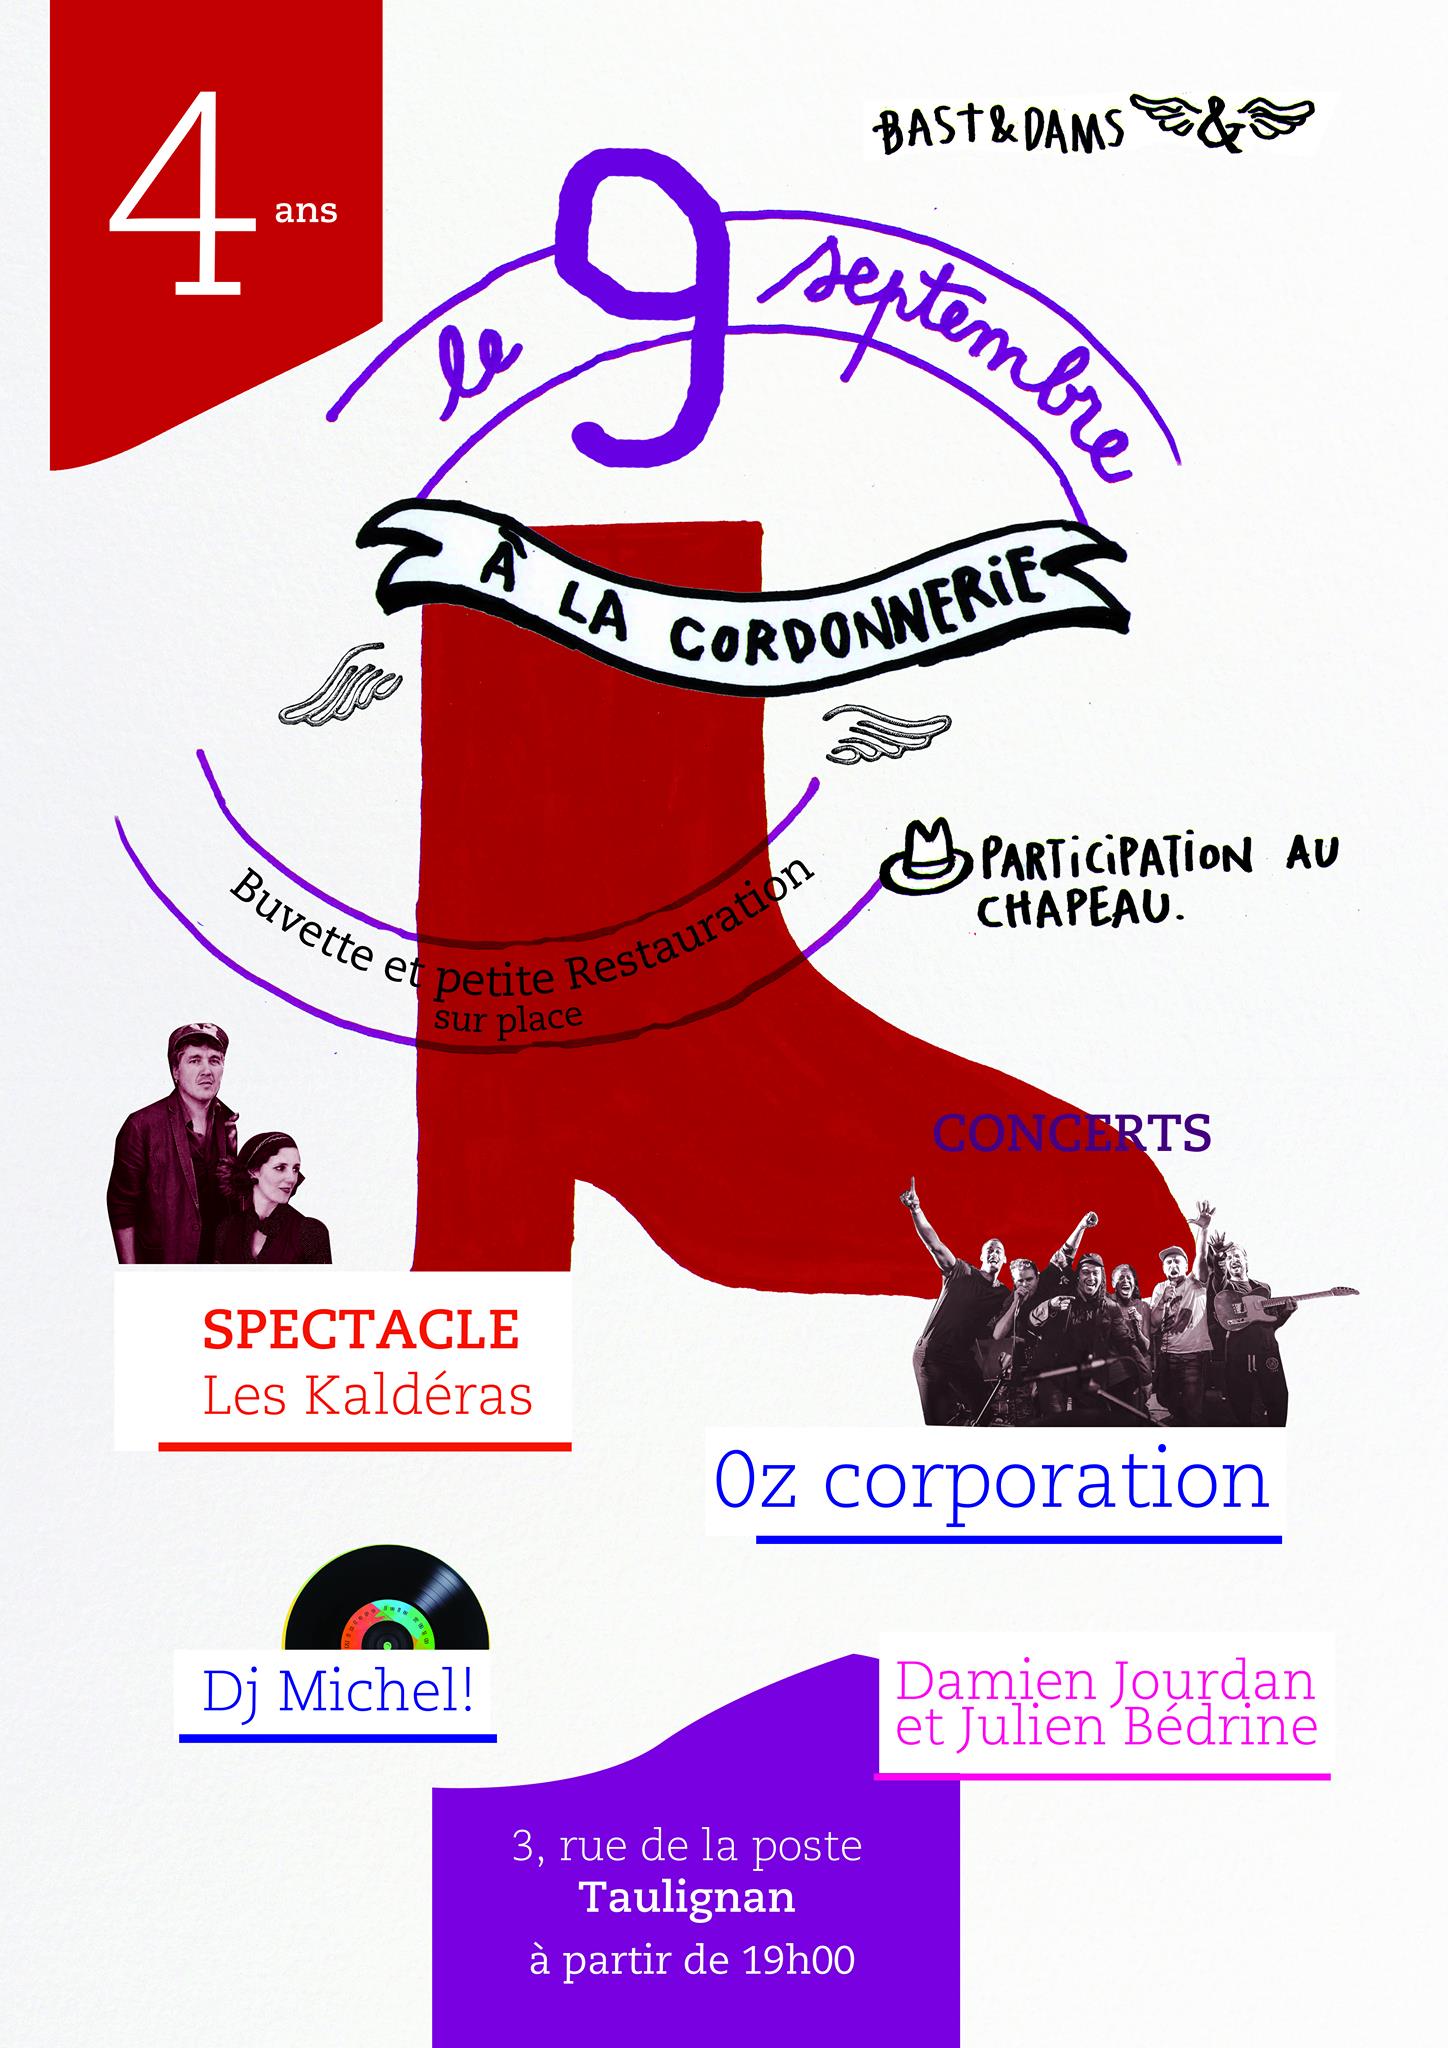 4 ans
BAST&DAMS &
le 9 septembre
À LA CORDONNERIE
PARTICIPATION AU
CHAPEAU.
Buvette et petite Restauration
sur place
CONCERTS
SPECTACLE
Les Kaldéras
Oz corporation
Dj Michel!
Damien Jourdan
et Julien Bédrine
3, rue de la poste
Taulignan
à partir de 19h00